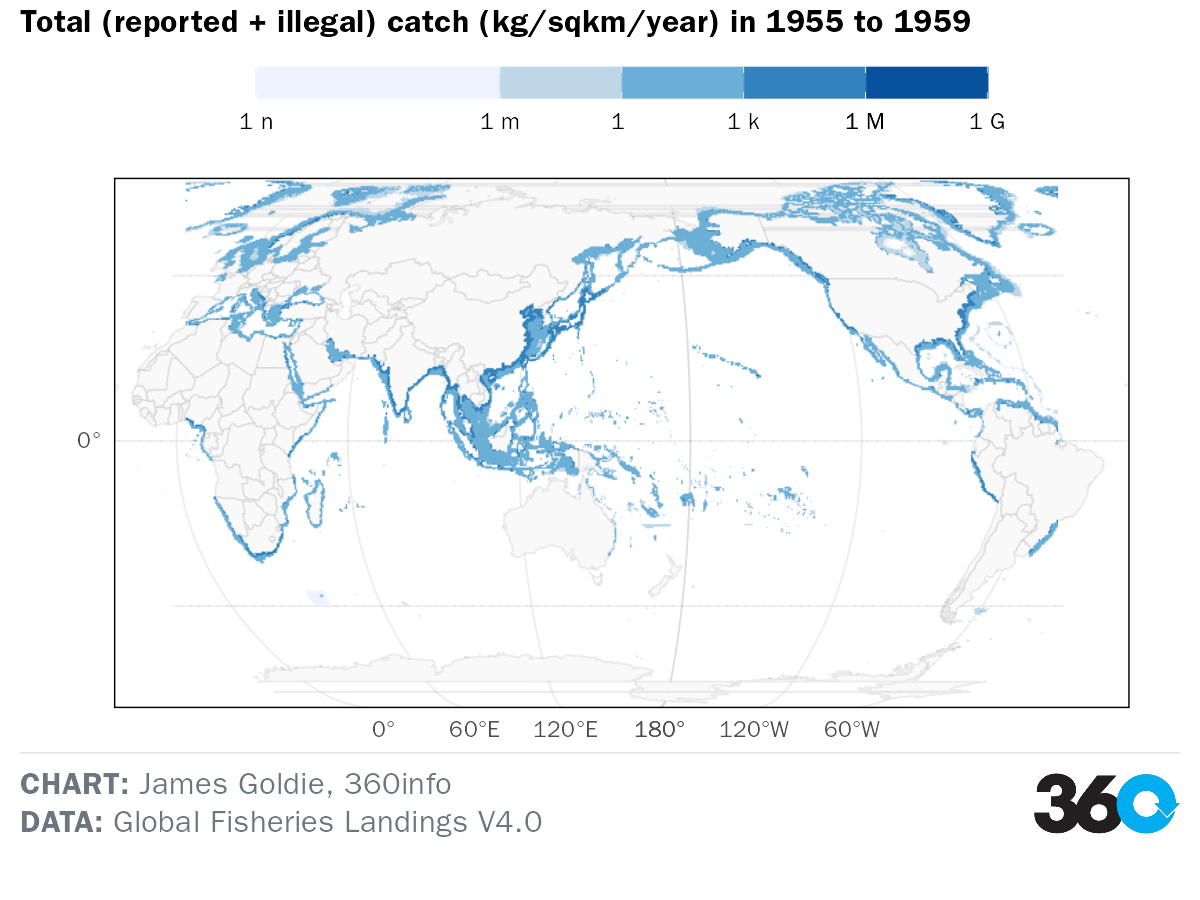 Total (reported + illegal) catch (kg/sqkm/year) in 1955 to 1959
1 n 1 m 1 1 k 1 M 1 G
0°
0° 60°E 120°E 180° 120°W 60°W
CHART: James Goldie, 360info
DATA: Global Fisheries Landings V4.0
360